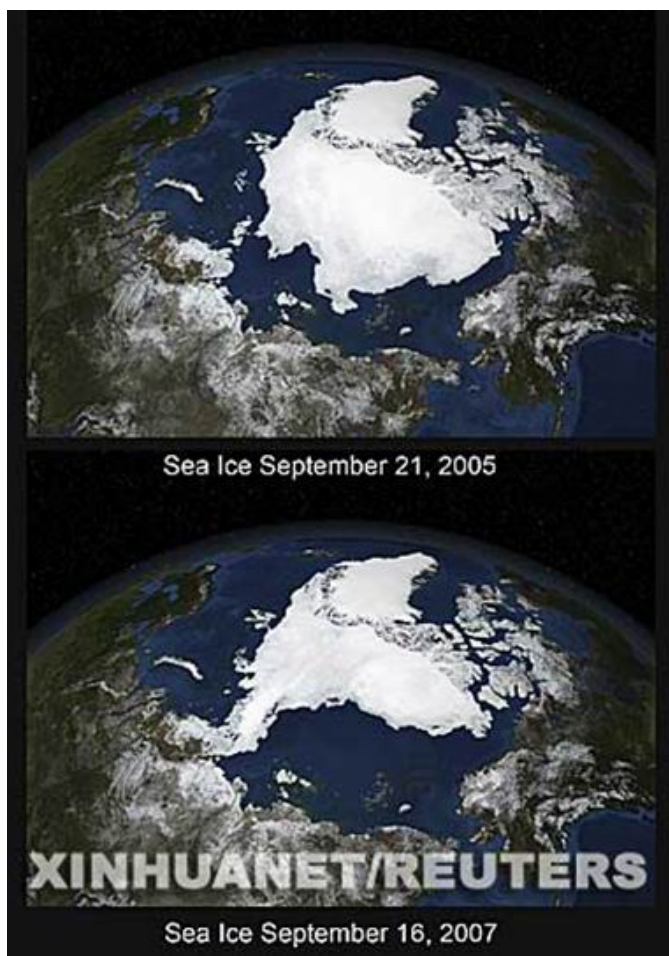 Sea Ice September 21, 2005
XINHUANET/REUTERS
Sea Ice September 16, 2007